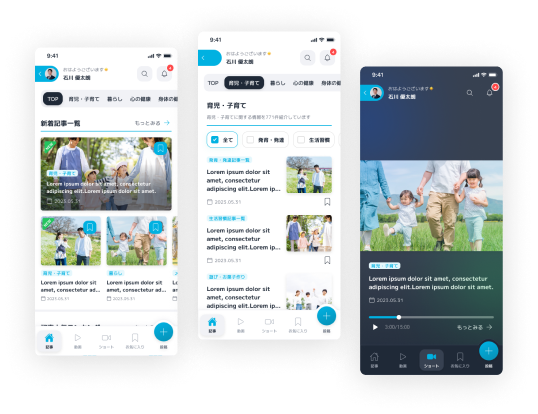 9:41
おはようございます
石川 優太朗
TOP
育児・子育て
暮らし
心の健康
身体の健
新着記事一覧
もっとみる
育児・子育て
Lorem ipsum dolor sit amet, consectetur adipiscing elit.Lorem ip...
2023.05.31
育児・子育て
Lorem ipsum dolor sit amet, consectetur ad...
2023.05.31
暮らし
Lorem ipsum dolor sit amet, consectetur ad...
2023.05.31
記事
動画
ショート
お気に入り
投稿
9:41
おはようございます
石川 優太朗
TOP
育児・子育て
暮らし
心の健康
身体の健
育児・子育て
育児・子育てに関する情報を771件紹介しています
全て
発育・発達
生活習慣
発育・発達記事一覧
Lorem ipsum dolor sit
amet, consectetur
adipiscing elit.Lorem ip...
2023.05.31
生活習慣記事一覧
Lorem ipsum dolor sit
amet, consectetur
adipiscing elit.Lorem ip...
2023.05.31
遊び・お菓子作り
Lorem ipsum dolor sit
amet, consectetur
記事
動画
ショート
お気に入り
投稿
9:41
おはようございます
石川 優太朗
育児・子育て
Lorem ipsum dolor sit amet, consectetur
adipiscing elit.Lorem ipsum dolor sit amet.
2023.05.31
3:00/15:00
もっとみる
記事
動画
ショート
お気に入り
投稿